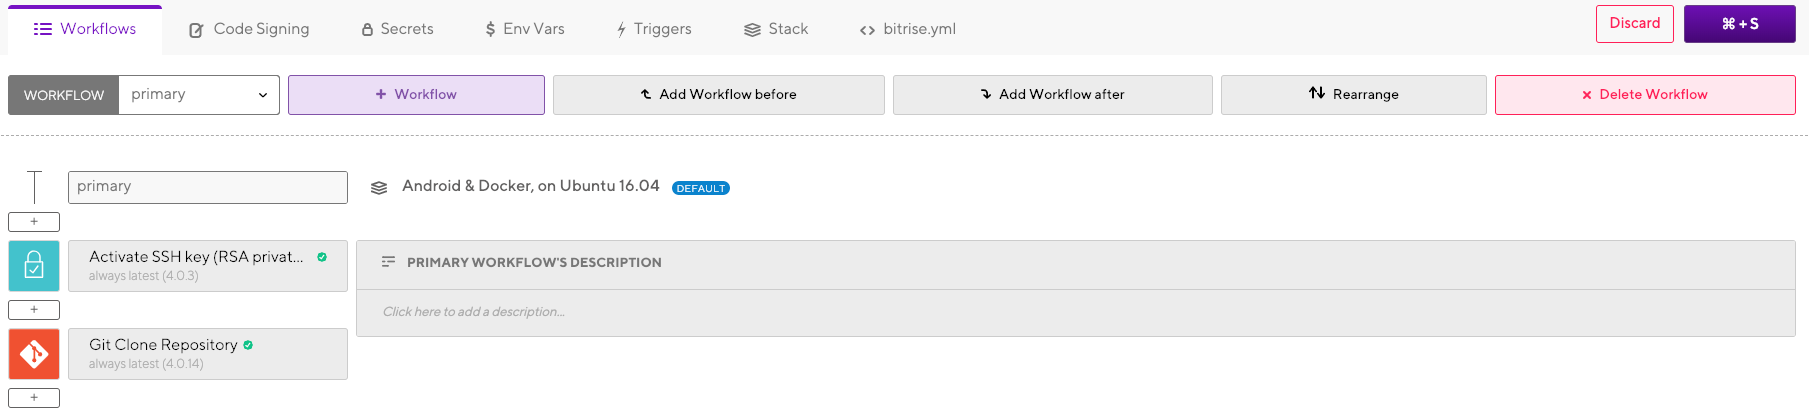 Workflows Code Signing Secrets Env Vars Triggers Stack bitrise.yml Discard ⌘ + S
WORKFLOW primary + Workflow Add Workflow before Add Workflow after Rearrange × Delete Workflow
primary Android & Docker, on Ubuntu 16.04 DEFAULT
+
Activate SSH key (RSA privat...
always latest (4.0.3)
PRIMARY WORKFLOW'S DESCRIPTION
Click here to add a description...
+
Git Clone Repository
always latest (4.0.14)
+